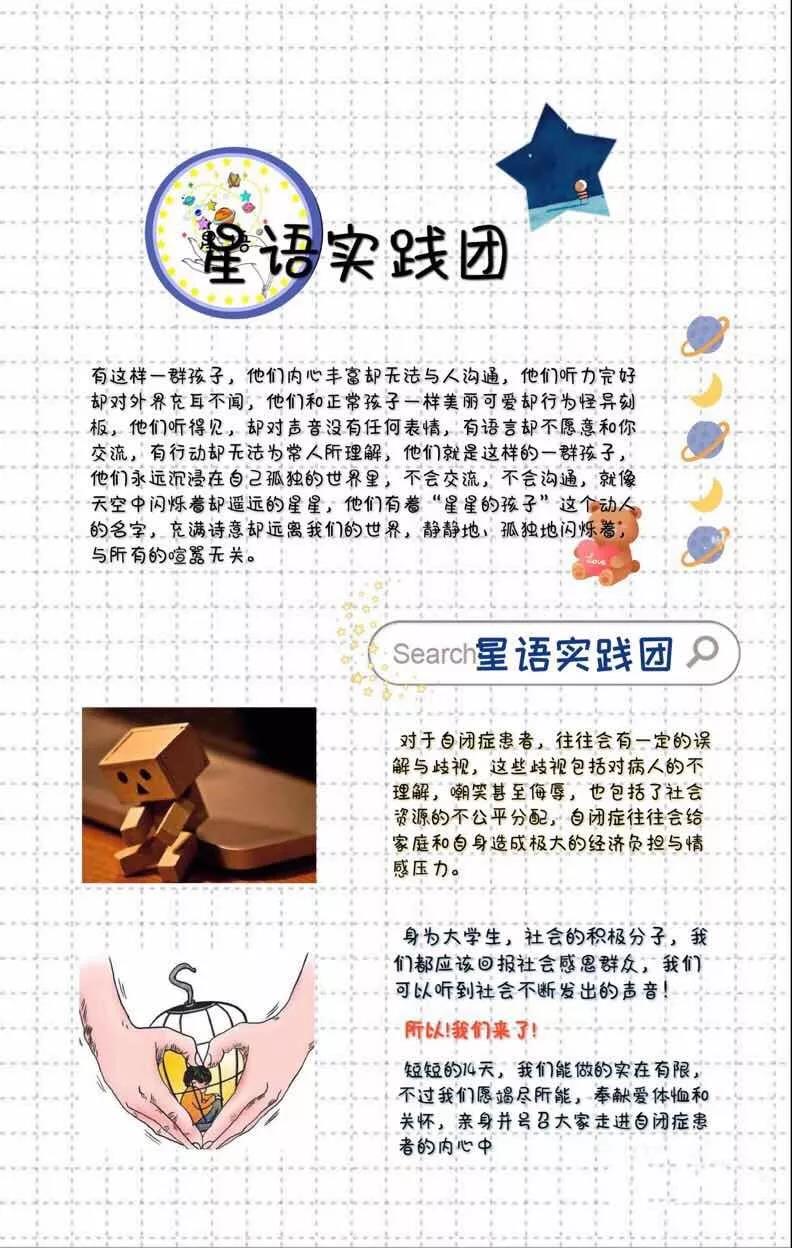 星语实践团
有这样一群孩子，他们内心丰富却无法与人沟通，他们听力完好
却对外界充耳不闻，他们和正常孩子一样美丽可爱却行为怪异刻
板，他们听得见，却对声音没有任何表情，有语言却不愿意和你
交流，有行动却无法为常人所理解，他们就是这样的一群孩子，
他们永远沉浸在自己孤独的世界里，不会交流，不会沟通，就像
天空中闪烁着却遥远的星星，他们有着“星星的孩子”这个动人
的名字，充满诗意却远离我们的世界，静静地、孤独地闪烁着，
与所有的喧嚣无关。
Love
Search星语实践团
对于自闭症患者，往往会有一定的误
解与歧视，这些歧视包括对病人的不
理解，嘲笑甚至侮辱，也包括了社会
资源的不公平分配，自闭症往往会给
家庭和自身造成极大的经济负担与情
感压力。
身为大学生，社会的积极分子，我
们都应该回报社会感恩群众，我们
可以听到社会不断发出的声音！
所以!我们来了!
短短的14天，我们能做的实在有限，
不过我们愿竭尽所能，奉献爱体恤和
关怀，亲身并号召大家走进自闭症患
者的内心中